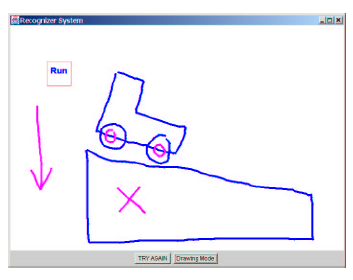 Recognizer System
Run
TRY AGAIN
Drawing Mode